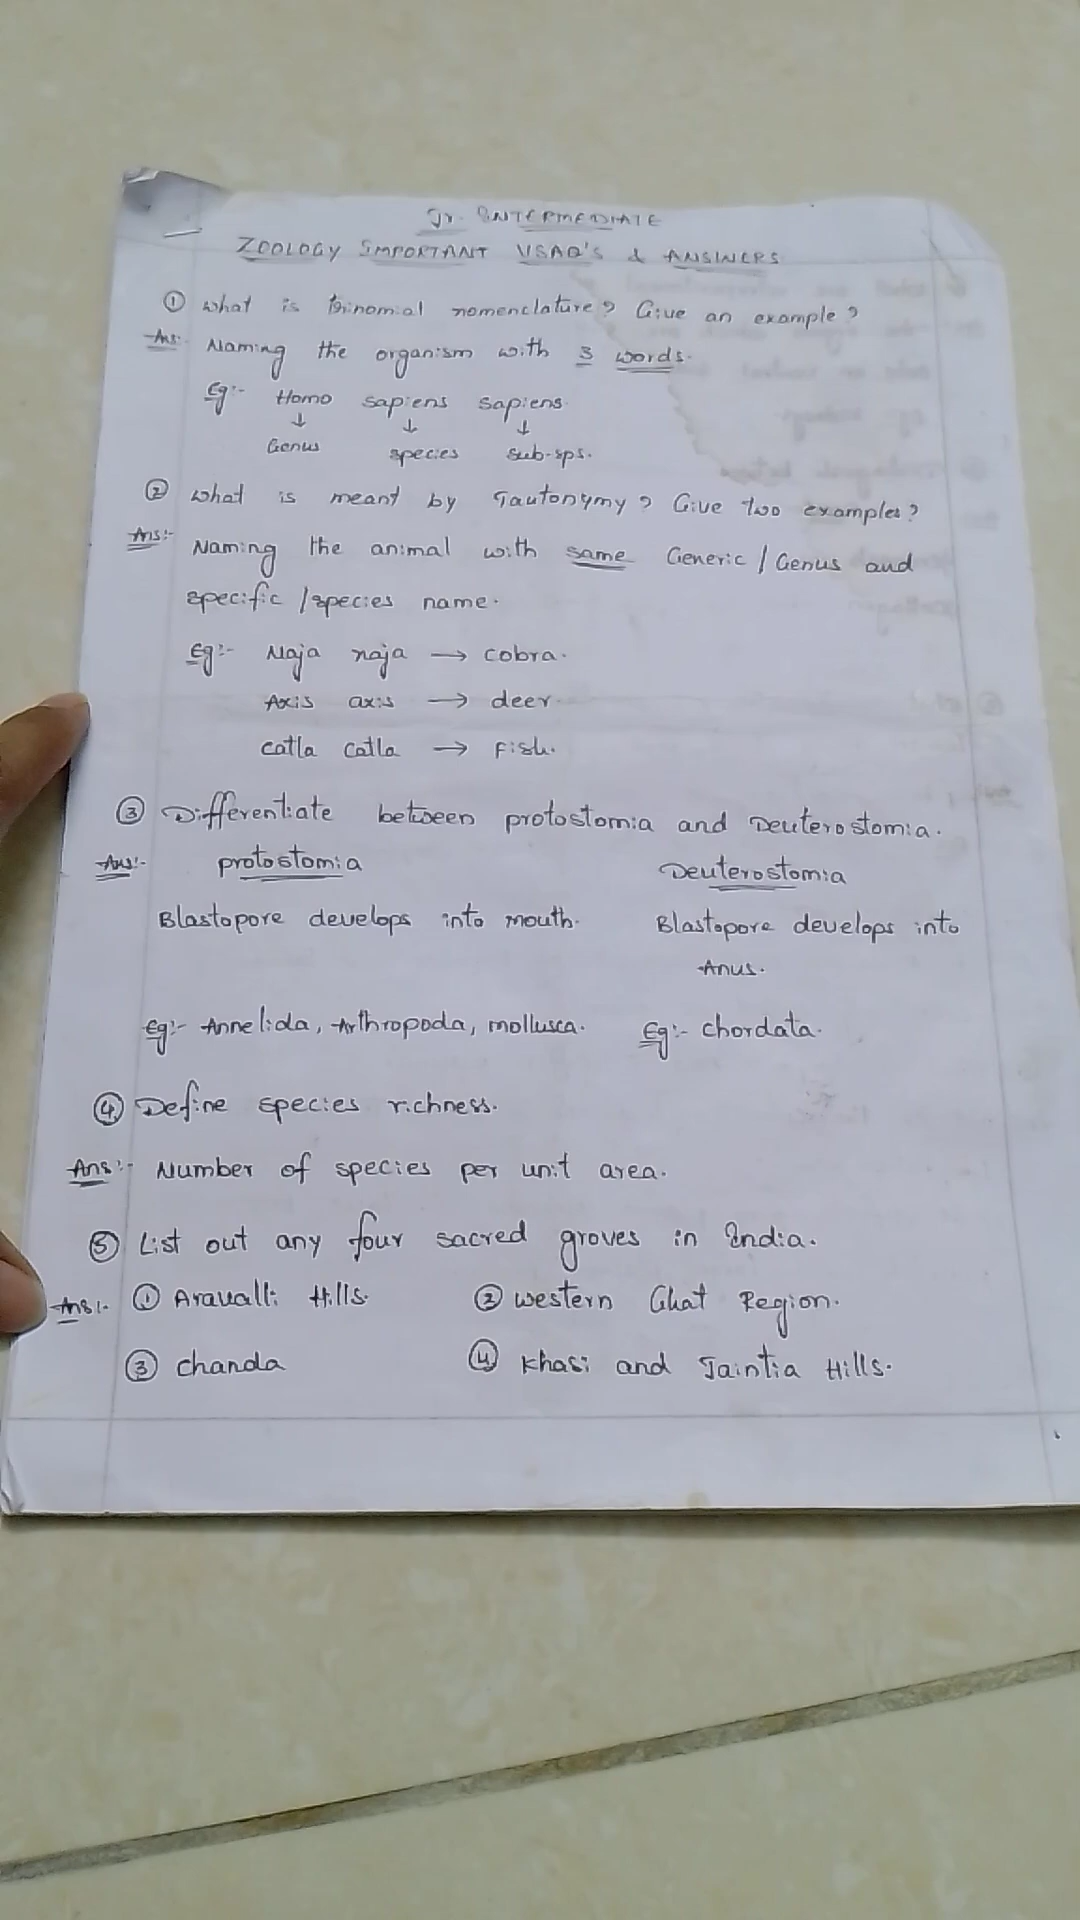 Jr. INTERMEDIATE
ZOOLOGY IMPORTANT VSAQ'S & ANSWERS
① What is Binomial nomenclature? Give an example?
Ans:- Naming the organism with 3 words.
Eg:- Homo sapiens sapiens.
↓ ↓ ↓
Genus species sub-sps.
② What is meant by Tautonymy? Give two examples?
Ans:- Naming the animal with same Generic / Genus and
specific / species name.
Eg:- Naja naja → cobra.
Axis axis → deer.
catla catla → Fish.
③ Differentiate between protostomia and Deuterostomia.
Ans:- protostomia Deuterostomia
Blastopore develops into mouth. Blastopore develops into
Anus.
Eg:- Annelida, Arthropoda, mollusca. Eg:- chordata.
④ Define species richness.
Ans:- Number of species per unit area.
⑤ List out any four sacred groves in India.
Ans:- ① Aravalli Hills. ② Western Ghat Region.
③ chanda ④ Khasi and Jaintia Hills.